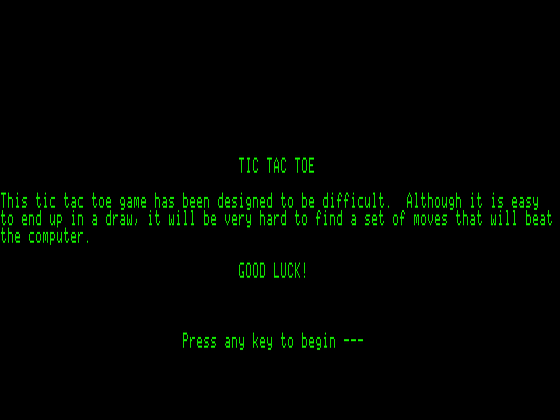 TIC TAC TOE
This tic tac toe game has been designed to be difficult.  Although it is easy
to end up in a draw, it will be very hard to find a set of moves that will beat
the computer.
GOOD LUCK!
Press any key to begin ---